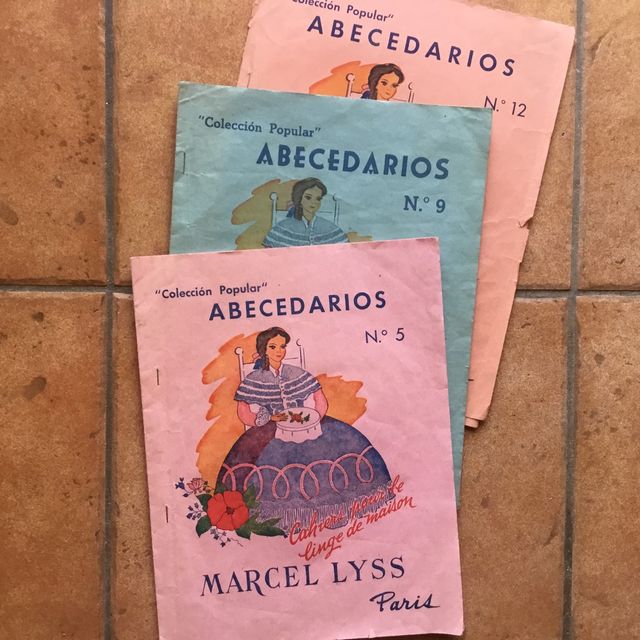 "Colección Popular"
ABECEDARIOS
N.° 12
"Colección Popular"
ABECEDARIOS
N.° 9
"Colección Popular"
ABECEDARIOS
N.° 5
Cahiers pour le
linge de maison
MARCEL LYSS
Paris